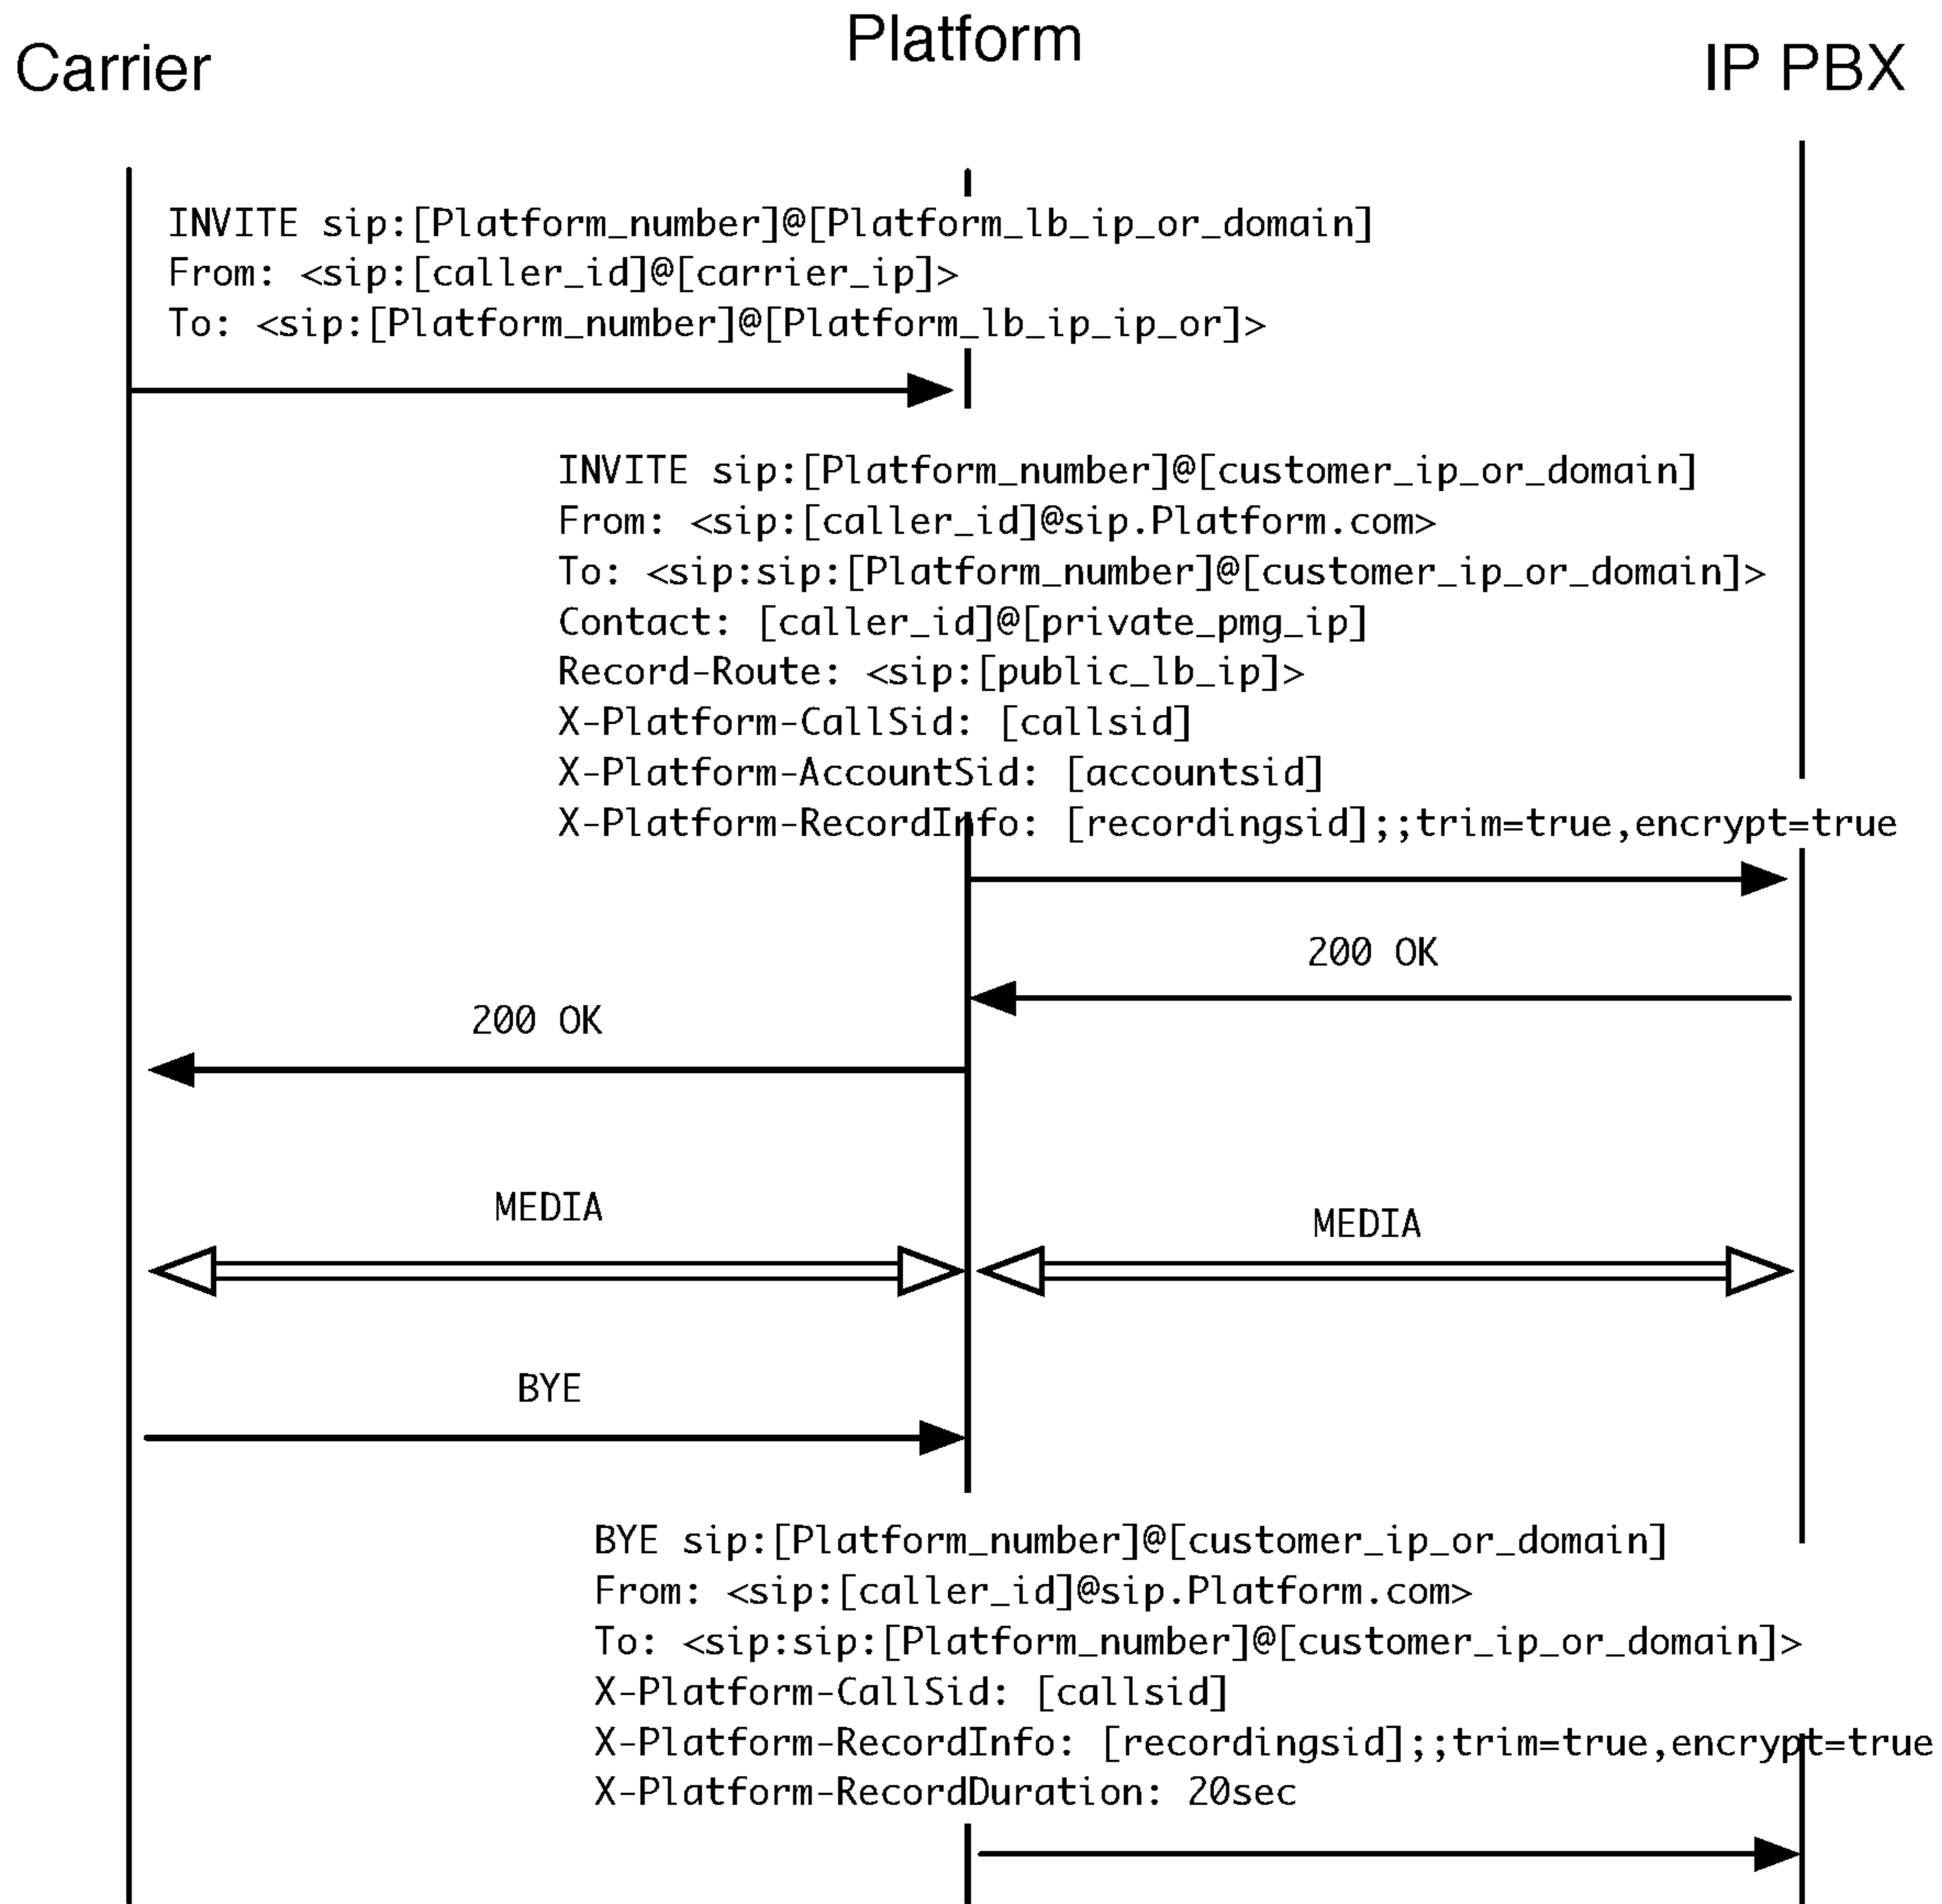 Carrier
Platform
IP PBX
INVITE sip:[Platform_number]@[Platform_lb_ip_or_domain]
From: <sip:[caller_id]@[carrier_ip]>
To: <sip:[Platform_number]@[Platform_lb_ip_ip_or]>
INVITE sip:[Platform_number]@[customer_ip_or_domain]
From: <sip:[caller_id]@sip.Platform.com>
To: <sip:sip:[Platform_number]@[customer_ip_or_domain]>
Contact: [caller_id]@[private_pmg_ip]
Record-Route: <sip:[public_lb_ip]>
X-Platform-CallSid: [callsid]
X-Platform-AccountSid: [accountsid]
X-Platform-RecordInfo: [recordingsid];;trim=true,encrypt=true
200 OK
200 OK
MEDIA
MEDIA
BYE
BYE sip:[Platform_number]@[customer_ip_or_domain]
From: <sip:[caller_id]@sip.Platform.com>
To: <sip:sip:[Platform_number]@[customer_ip_or_domain]>
X-Platform-CallSid: [callsid]
X-Platform-RecordInfo: [recordingsid];;trim=true,encrypt=true
X-Platform-RecordDuration: 20sec